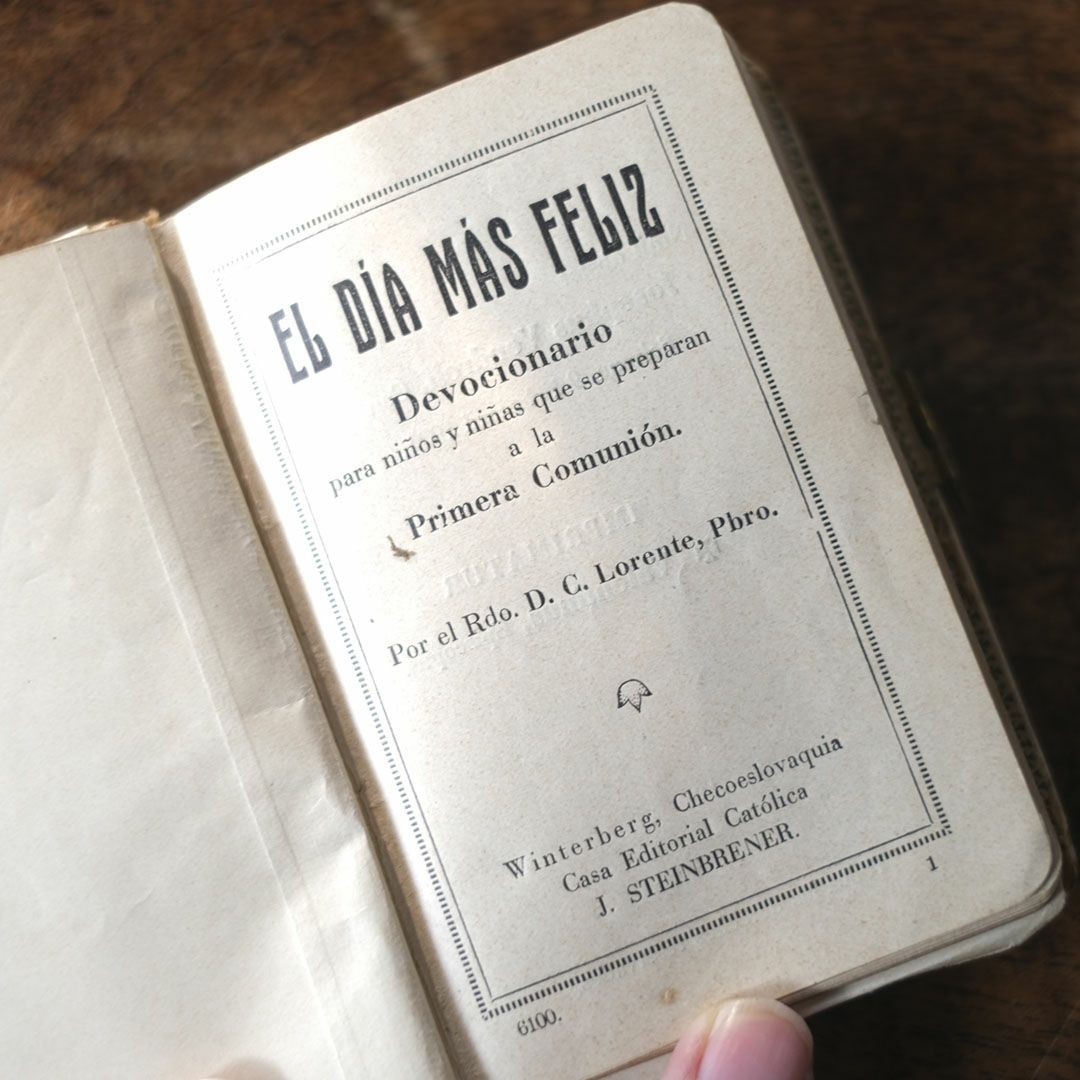 EL DÍA MÁS FELIZ
Devocionario
para niños y niñas que se preparan
a la
Primera Comunión.
Por el Rdo. D. C. Lorente, Pbro.
Winterberg, Checoeslovaquia
Casa Editorial Católica
J. STEINBRENER.
6100.
1